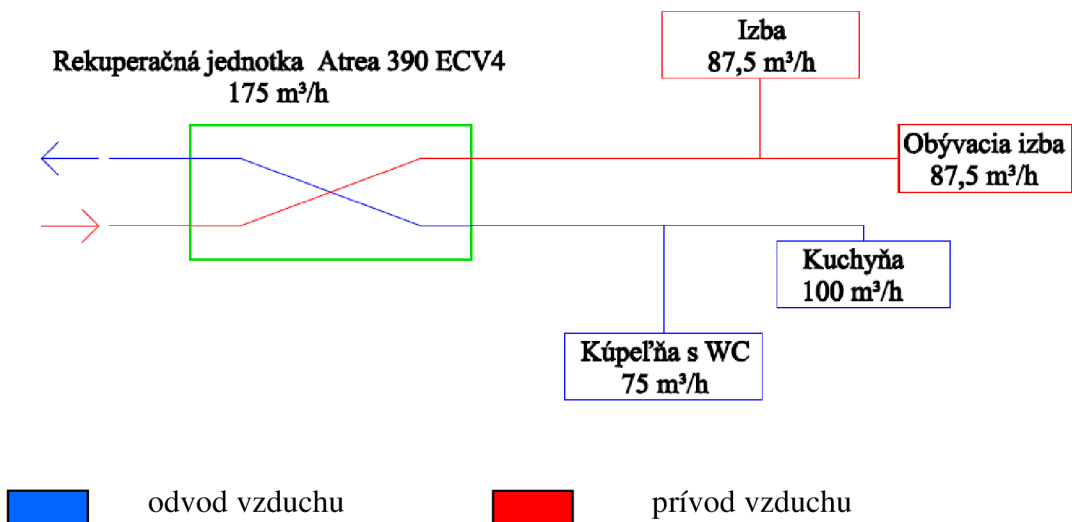 Izba
87,5 m³/h
Rekuperačná jednotka Atrea 390 ECV4
175 m³/h
Obývacia izba
87,5 m³/h
Kuchyňa
100 m³/h
Kúpeľňa s WC
75 m³/h
odvod vzduchu
prívod vzduchu